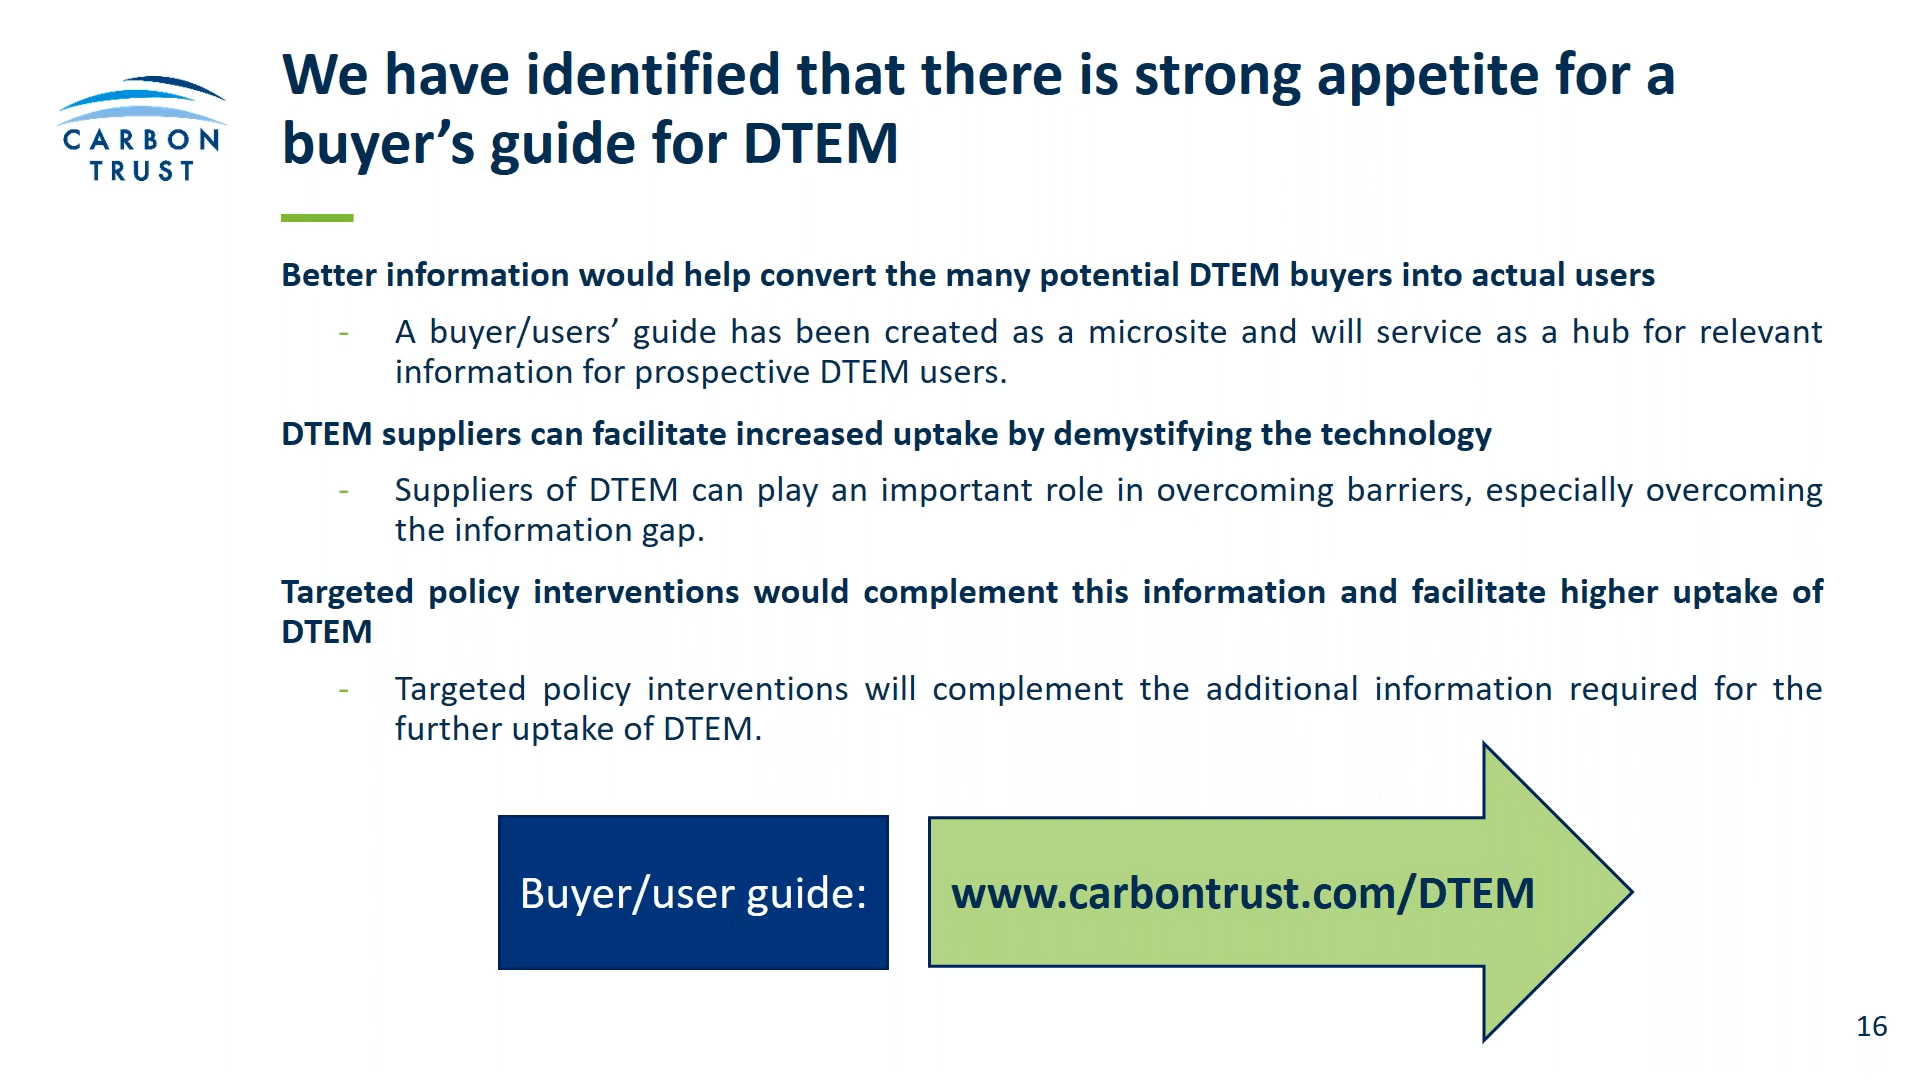 CARBON
TRUST
We have identified that there is strong appetite for a
buyer’s guide for DTEM
Better information would help convert the many potential DTEM buyers into actual users
- A buyer/users’ guide has been created as a microsite and will service as a hub for relevant
information for prospective DTEM users.
DTEM suppliers can facilitate increased uptake by demystifying the technology
- Suppliers of DTEM can play an important role in overcoming barriers, especially overcoming
the information gap.
Targeted policy interventions would complement this information and facilitate higher uptake of
DTEM
- Targeted policy interventions will complement the additional information required for the
further uptake of DTEM.
Buyer/user guide:
www.carbontrust.com/DTEM
16